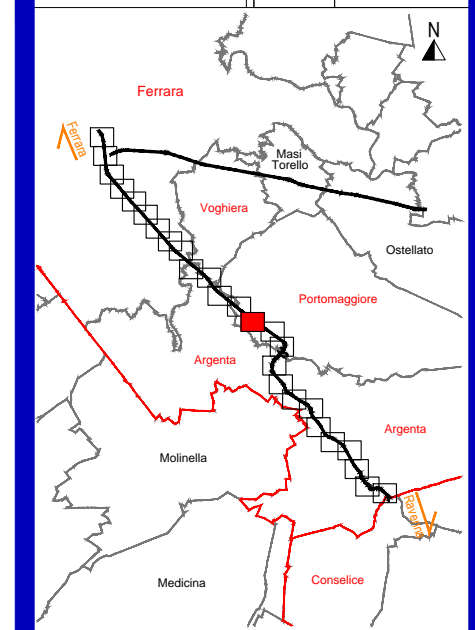 N
Ferrara
Ferrara
Masi
Torello
Voghiera
Ostellato
Portomaggiore
Argenta
Argenta
Molinella
Ravenna
Medicina
Conselice